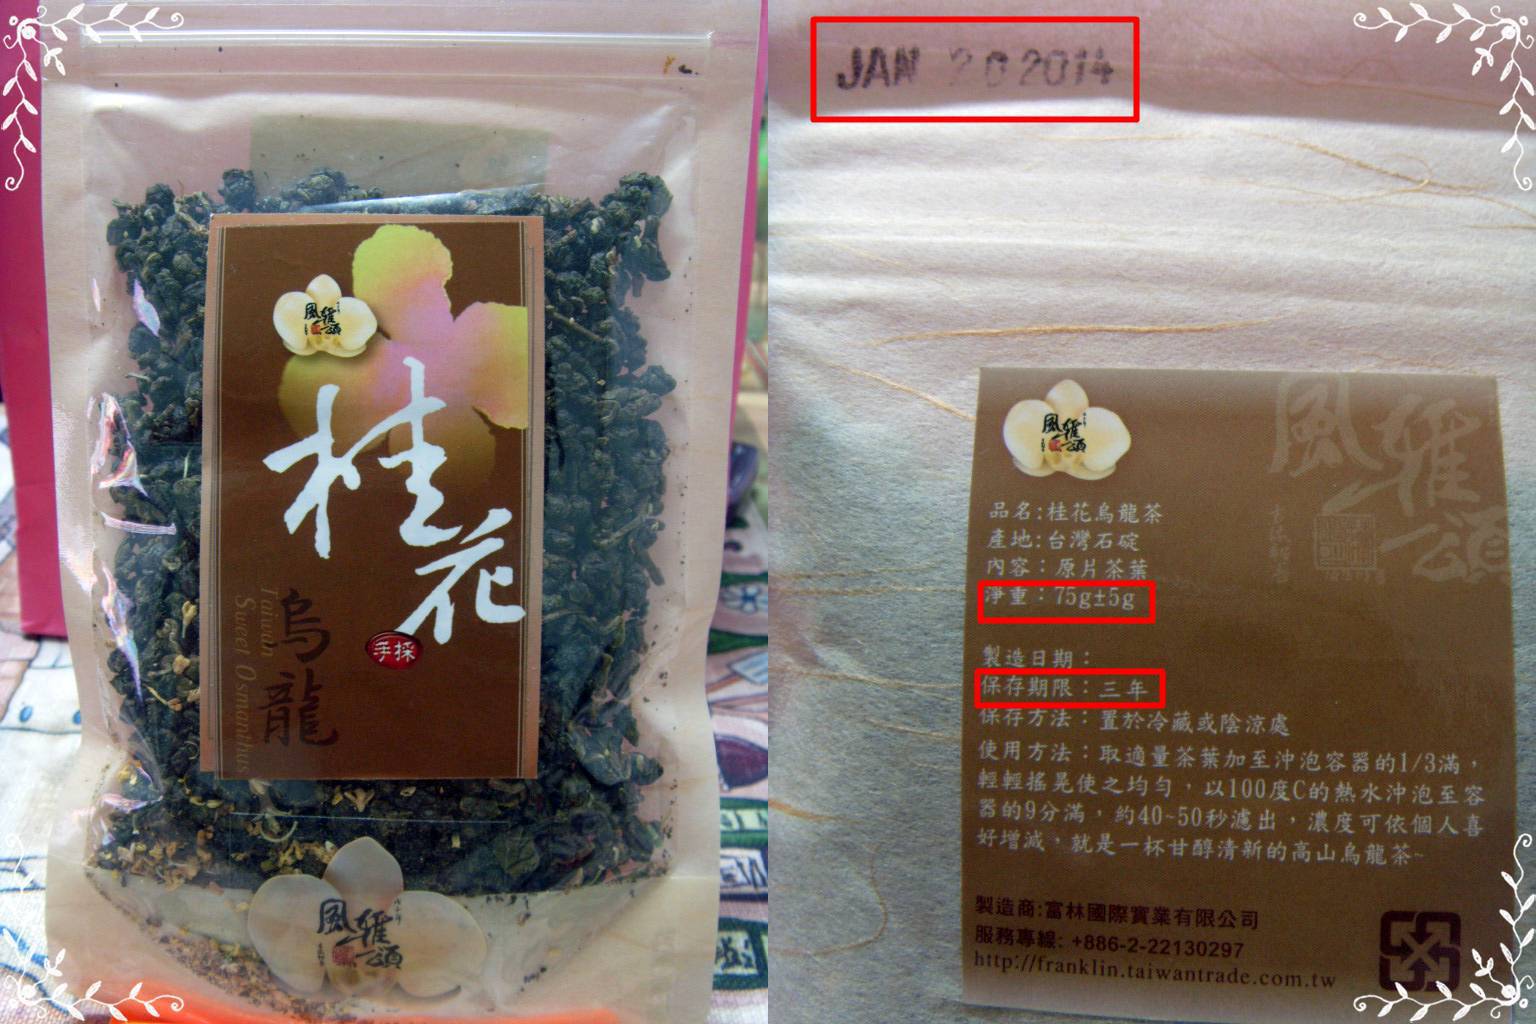 風雅頌
桂花
手採
烏龍
Taiwan
Sweet Osmanthus
風雅頌
JAN 20 2014
風雅頌
風雅頌
品名:桂花烏龍茶
產地:台灣石碇
內容：原片茶葉
淨重：75g±5g
製造日期：
保存期限：三年
保存方法：置於冷藏或陰涼處
使用方法：取適量茶葉加至沖泡容器的1/3滿，
輕輕搖晃使之均勻，以100度C的熱水沖泡至容
器的9分滿，約40~50秒濾出，濃度可依個人喜
好增減，就是一杯甘醇清新的高山烏龍茶~
製造商:富林國際實業有限公司
服務專線: +886-2-22130297
http://franklin.taiwantrade.com.tw